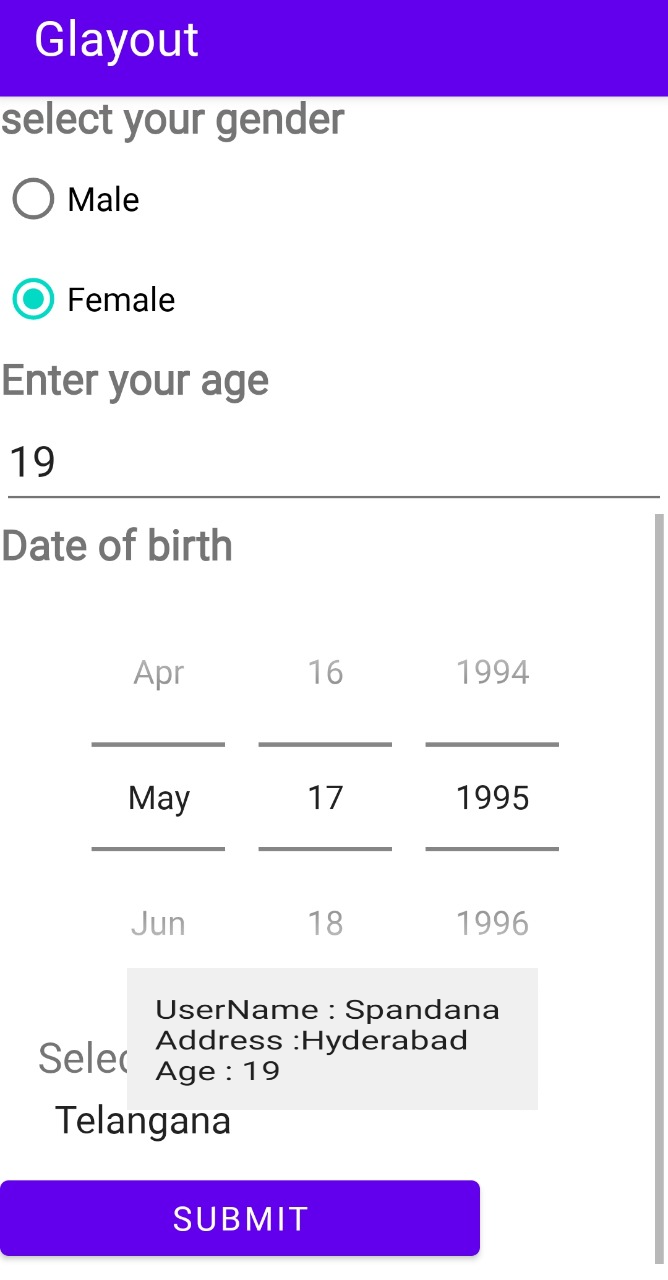 Glayout
select your gender
Male
Female
Enter your age
19
Date of birth
Apr 16 1994
May 17 1995
Jun 18 1996
UserName : Spandana
Address :Hyderabad
Age : 19
Telangana
SUBMIT